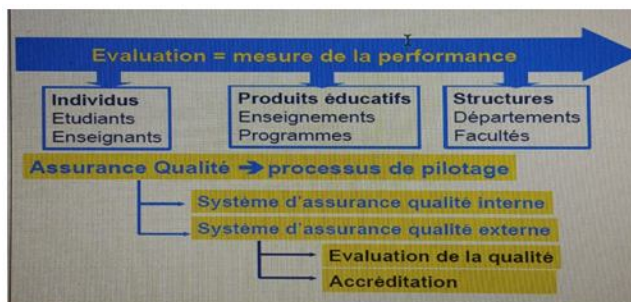 Evaluation = mesure de la performance
Individus
Etudiants
Enseignants
Produits éducatifs
Enseignements
Programmes
Structures
Départements
Facultés
Assurance Qualité → processus de pilotage
Système d'assurance qualité interne
Système d'assurance qualité externe
Evaluation de la qualité
Accréditation